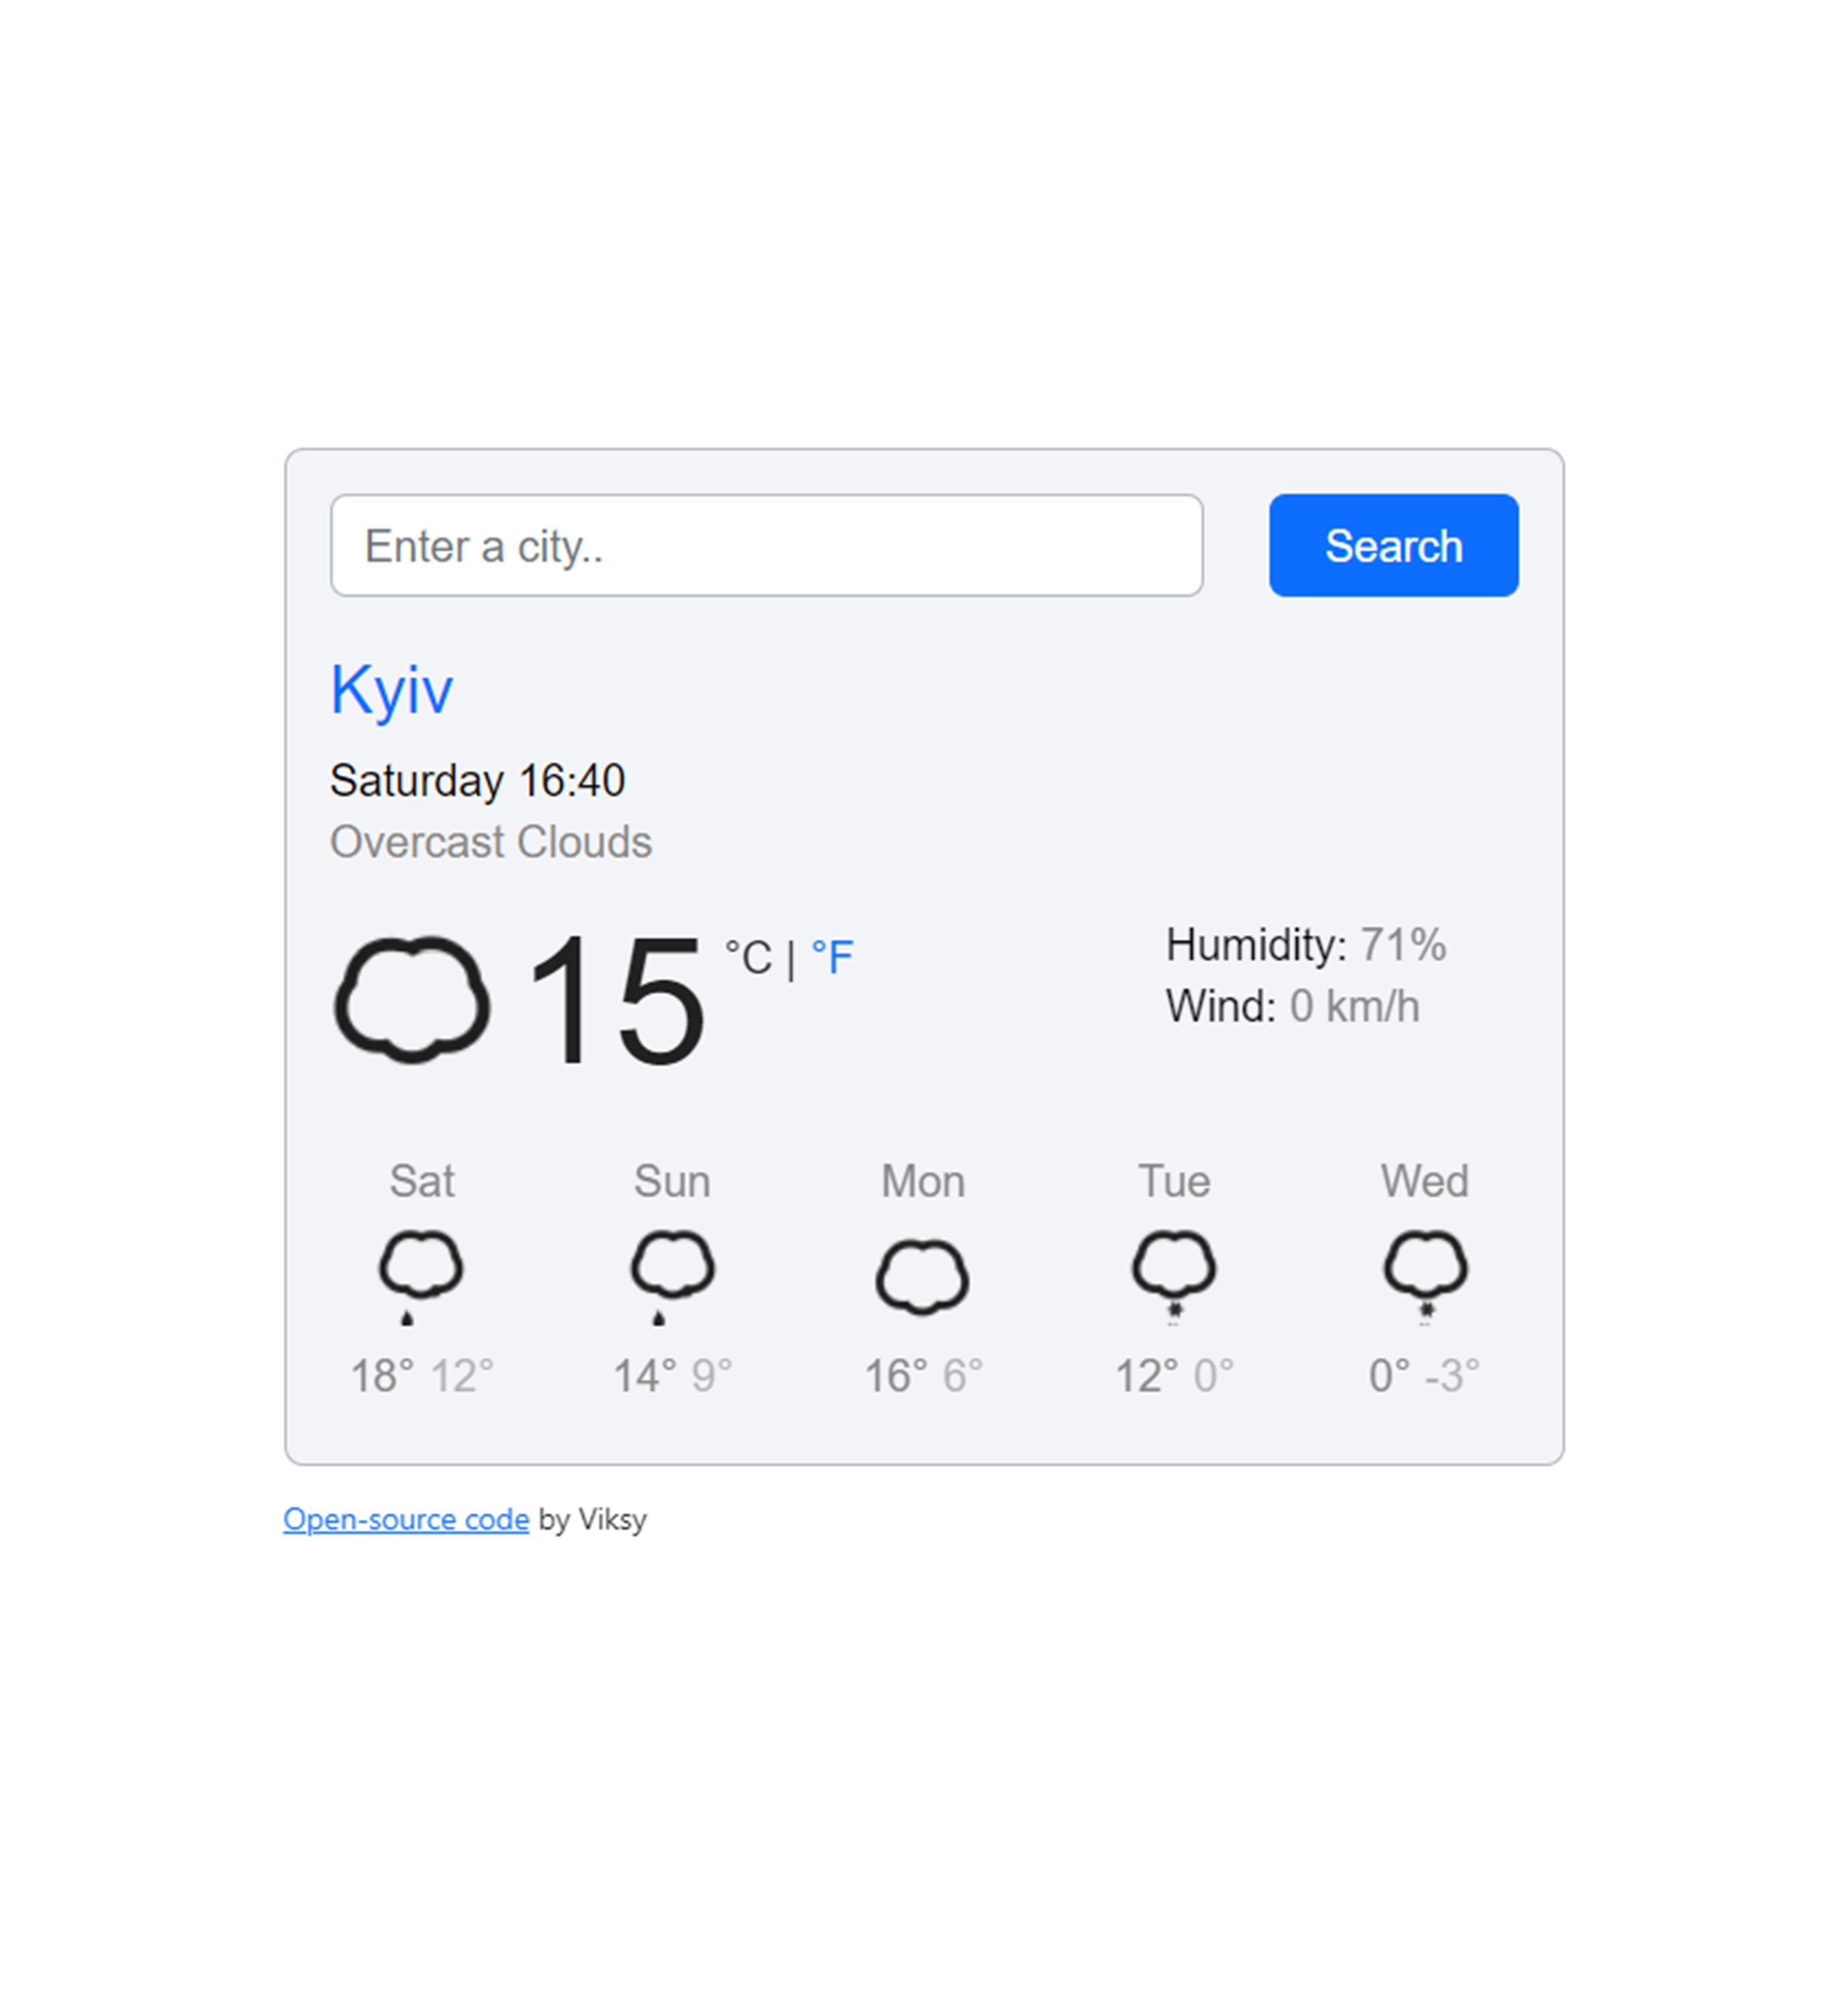 Enter a city..
Search
Kyiv
Saturday 16:40
Overcast Clouds
15 °C | °F
Humidity: 71%
Wind: 0 km/h
Sat Sun Mon Tue Wed
18° 12° 14° 9° 16° 6° 12° 0° 0° -3°
Open-source code by Viksy